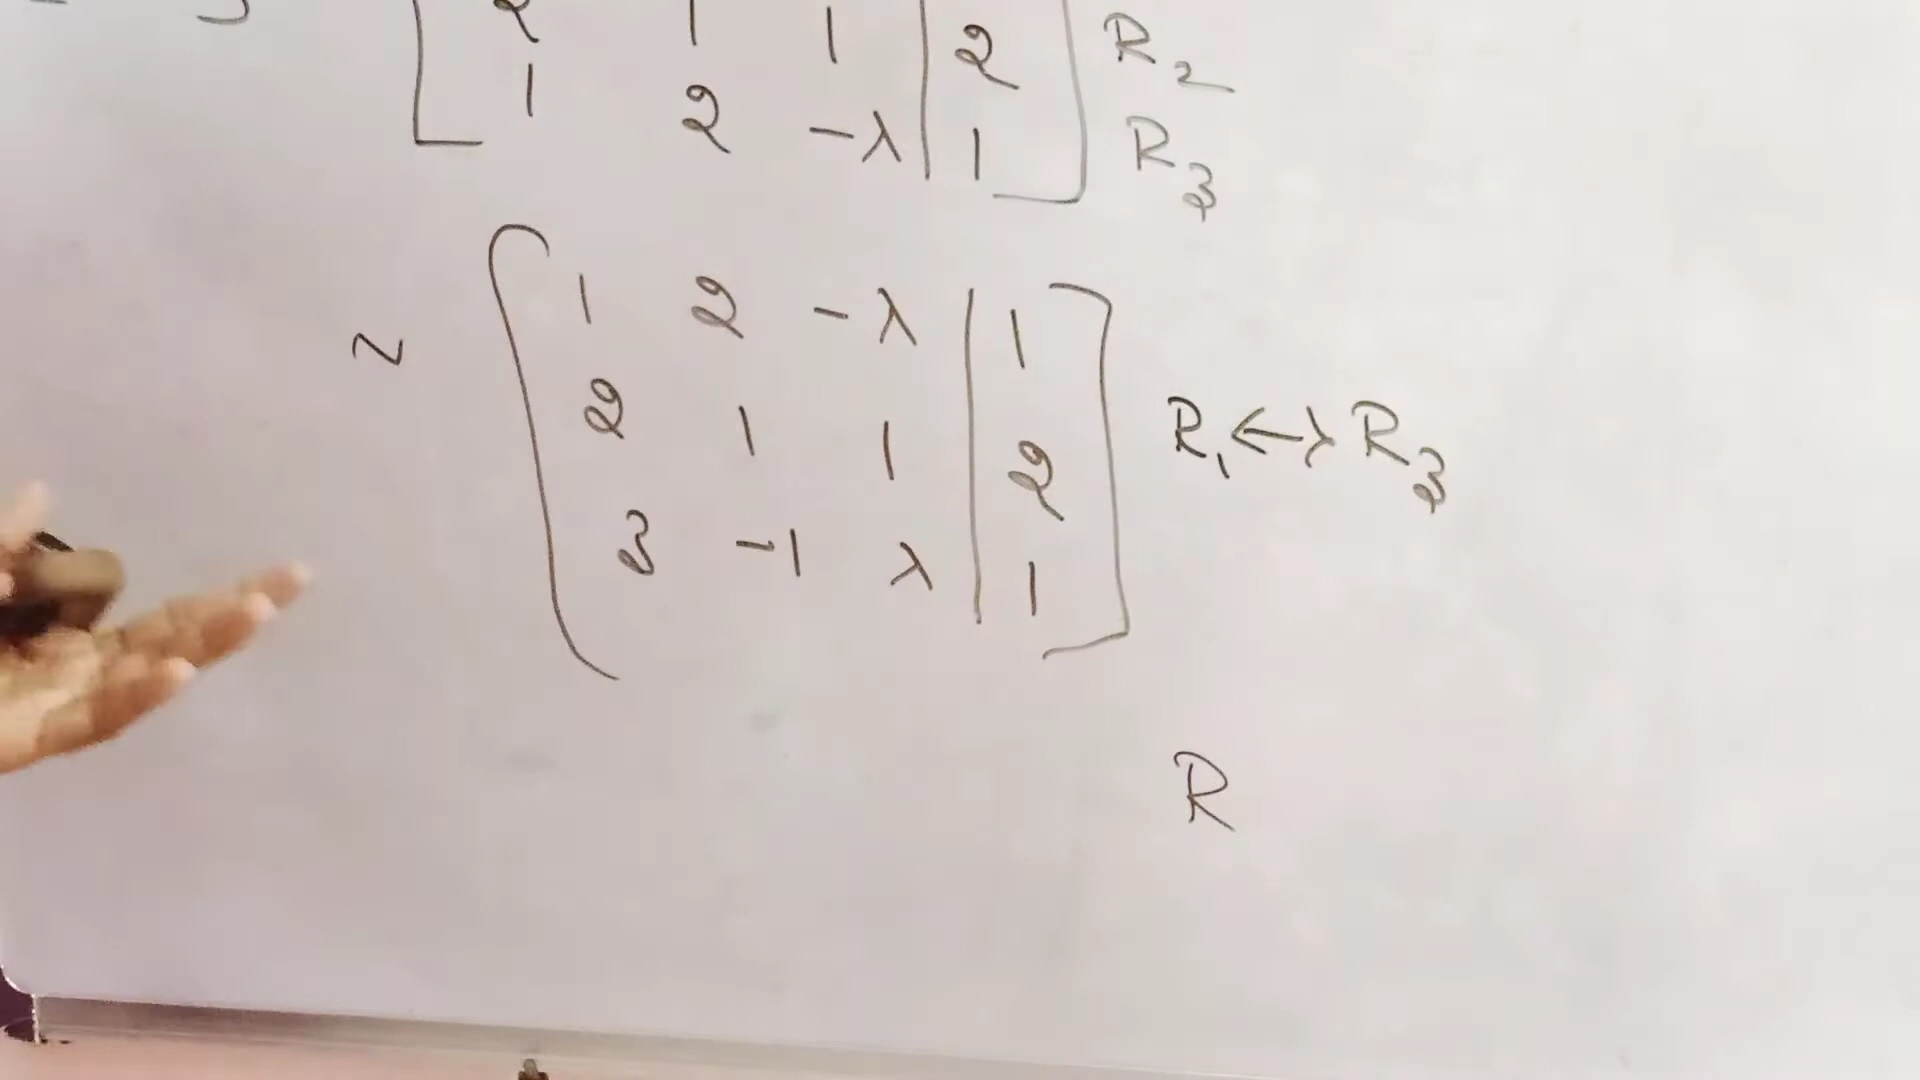 2 1 1 | 2 ] R₂
1 2 -λ | 1 ] R₃
~ [ 1 2 -λ | 1 ]
2 1 1 | 2 R₁ ↔ R₃
3 -1 λ | 1
R